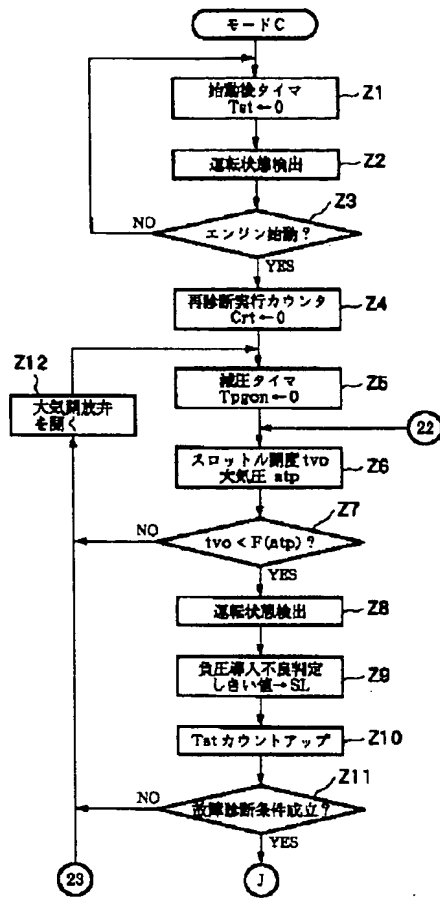 モードC
始動後タイマ
Tst←0
Z1
運転状態検出
Z2
Z3
NO
エンジン始動?
YES
再診断実行カウンタ
Crt←0
Z4
Z12
大気開放弁
を開く
減圧タイマ
Tpgon←0
Z5
22
スロットル開度 tvo
大気圧 atp
Z6
Z7
NO
tvo < F(atp) ?
YES
運転状態検出
Z8
負圧導入不良判定
しきい値→SL
Z9
Tstカウントアップ
Z10
Z11
NO
故障診断条件成立?
YES
23
J